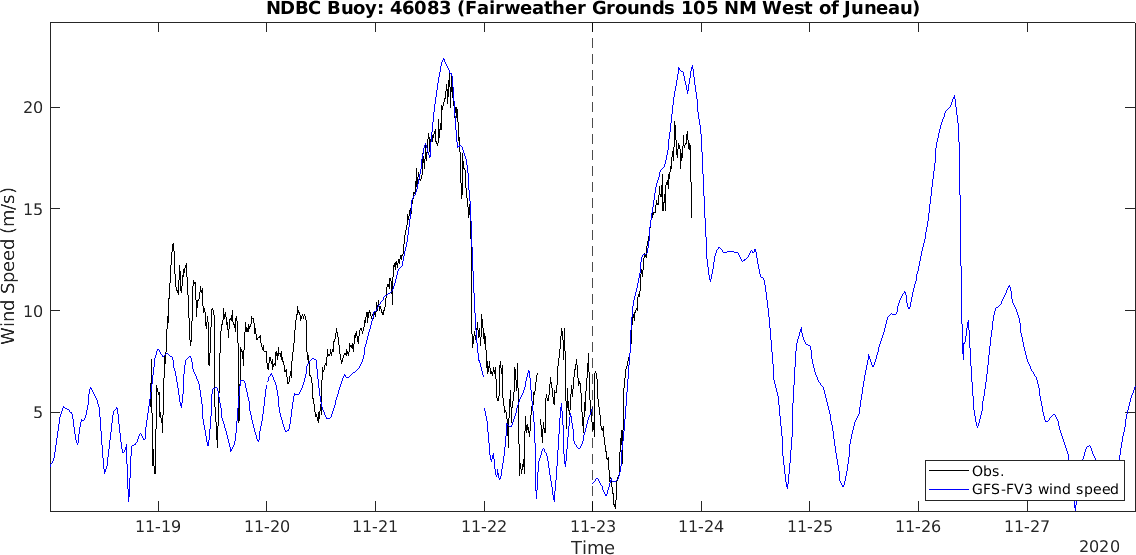 NDBC Buoy: 46083 (Fairweather Grounds 105 NM West of Juneau)
Wind Speed (m/s)
20
15
10
5
Obs.
GFS-FV3 wind speed
11-19 11-20 11-21 11-22 11-23 11-24 11-25 11-26 11-27
Time
2020